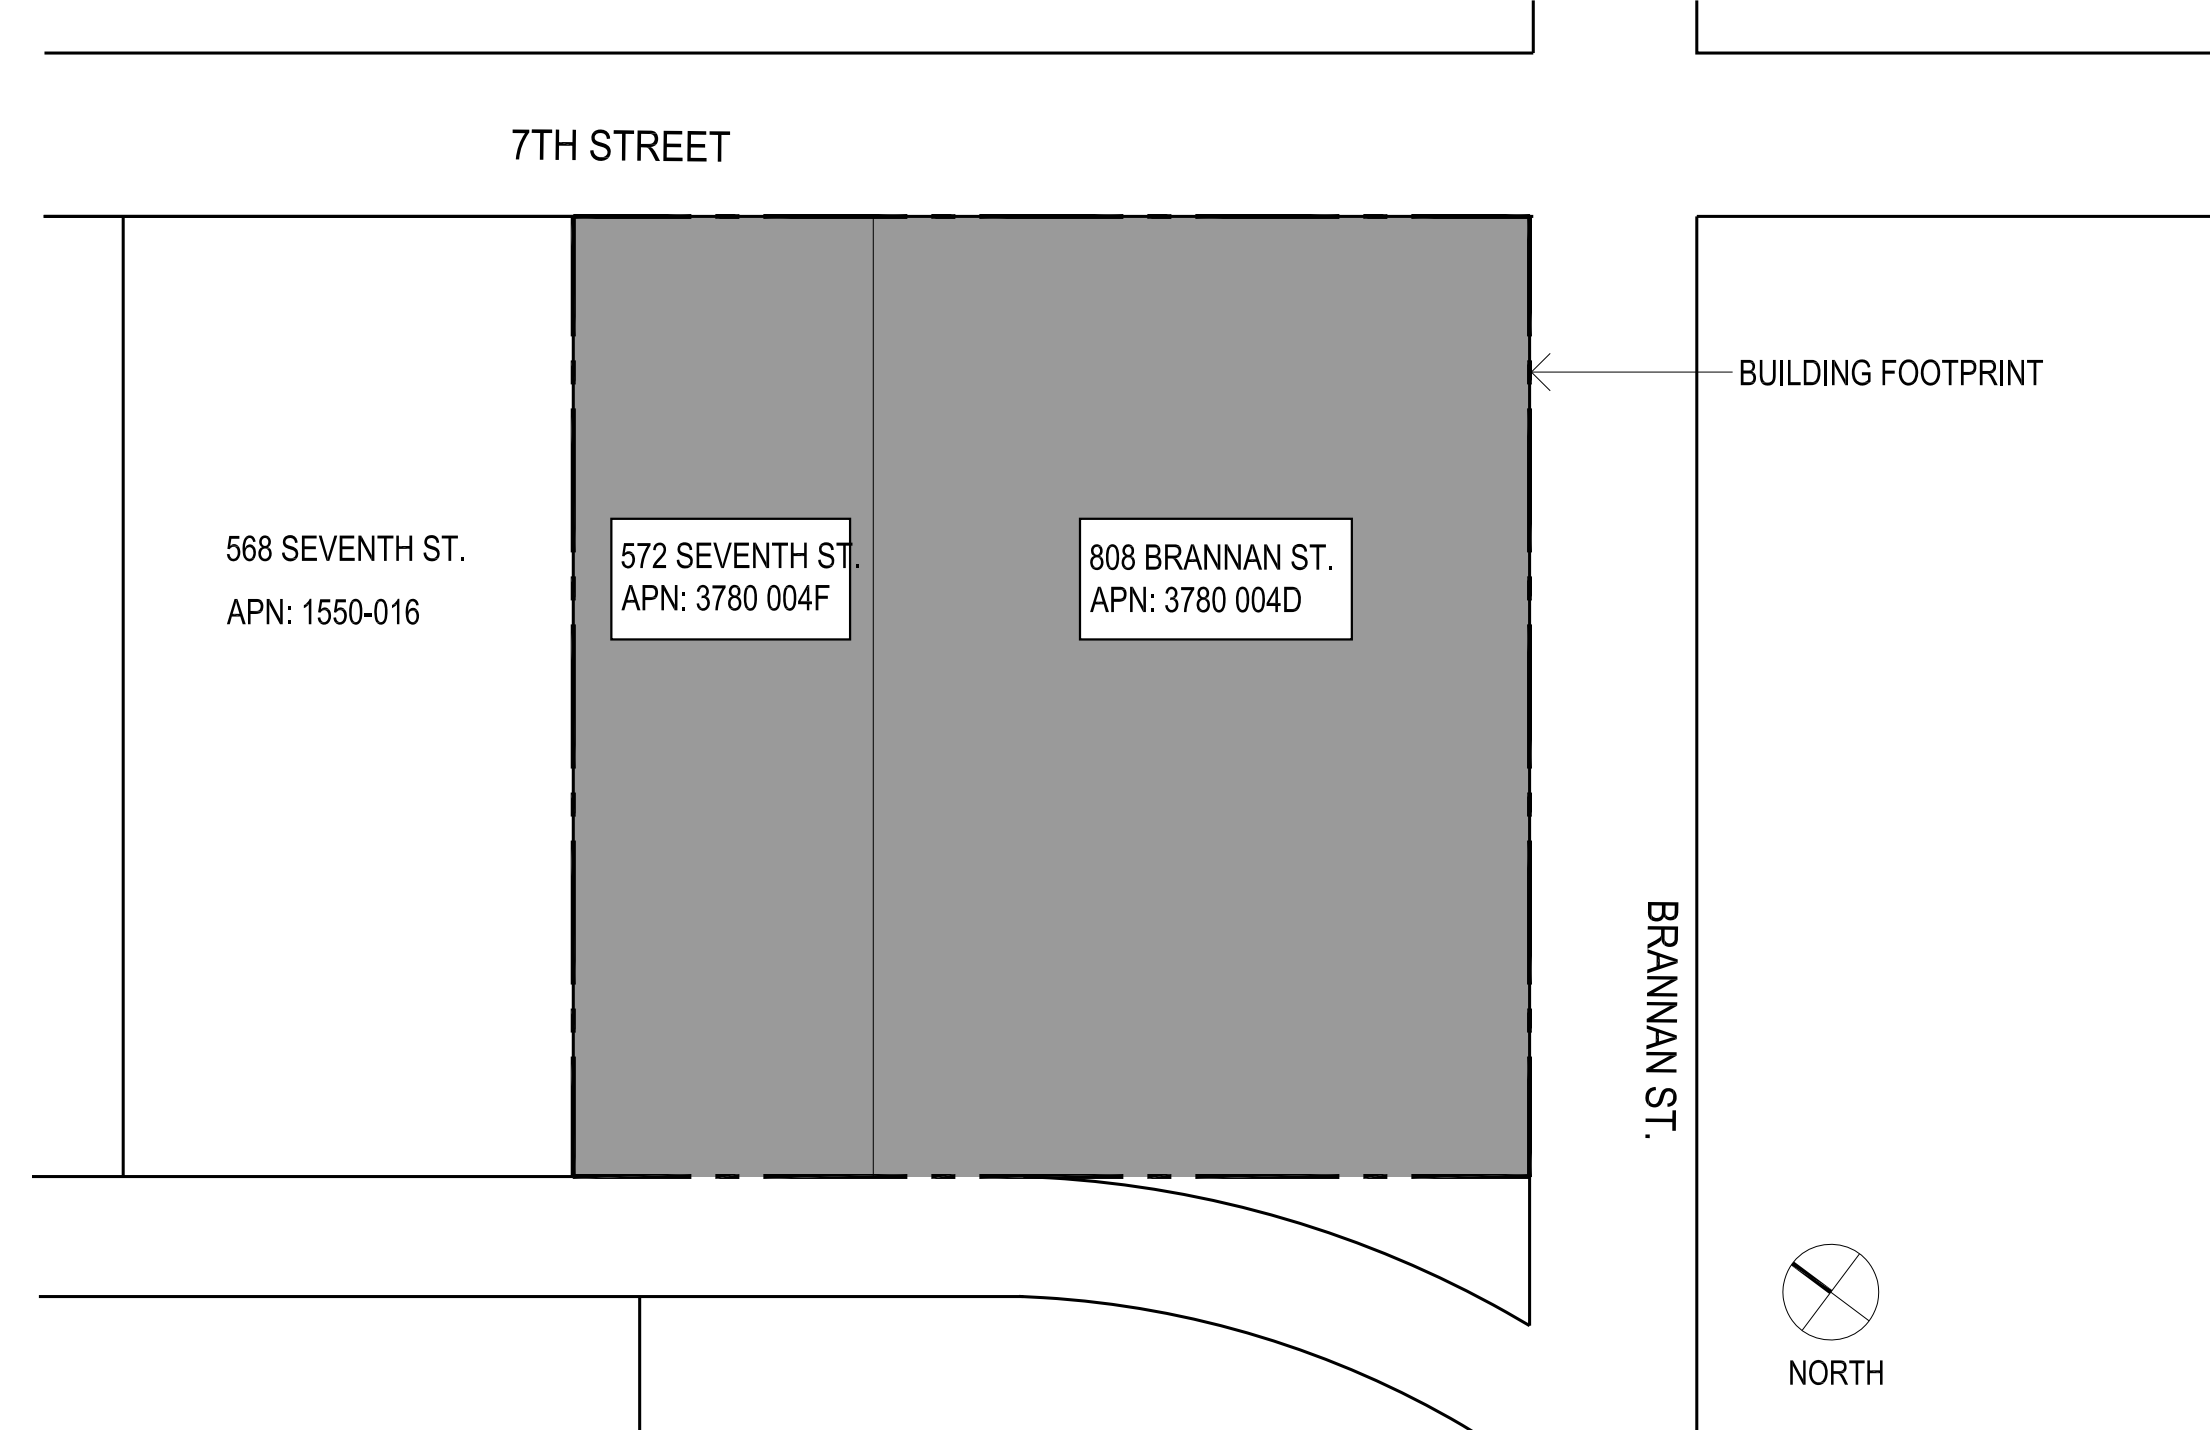 7TH STREET
BUILDING FOOTPRINT
568 SEVENTH ST.
APN: 1550-016
572 SEVENTH ST.
APN: 3780 004F
808 BRANNAN ST.
APN: 3780 004D
BRANNAN ST.
NORTH